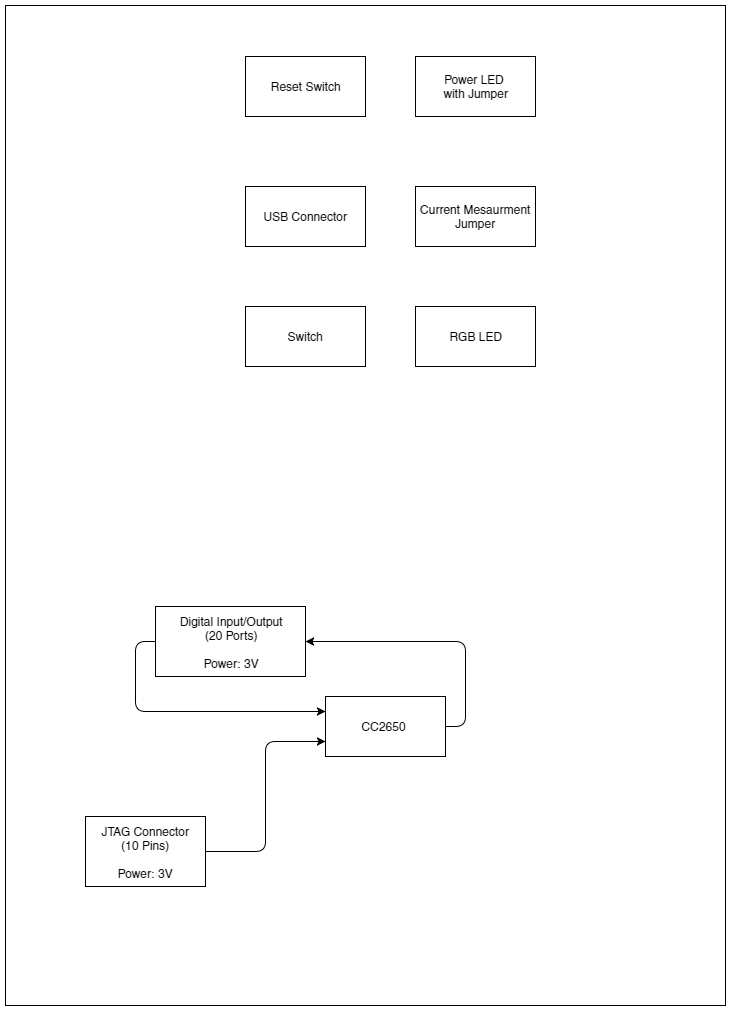 Reset Switch
Power LED
with Jumper
USB Connector
Current Mesaurment
Jumper
Switch
RGB LED
Digital Input/Output
(20 Ports)
Power: 3V
CC2650
JTAG Connector
(10 Pins)
Power: 3V